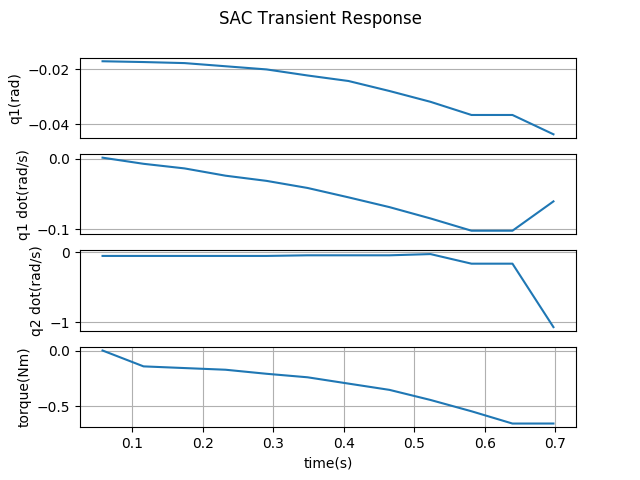 SAC Transient Response
q1(rad)
−0.02
−0.04
q1 dot(rad/s)
0.0
−0.1
q2 dot(rad/s)
0
−1
torque(Nm)
0.0
−0.5
0.1 0.2 0.3 0.4 0.5 0.6 0.7
time(s)